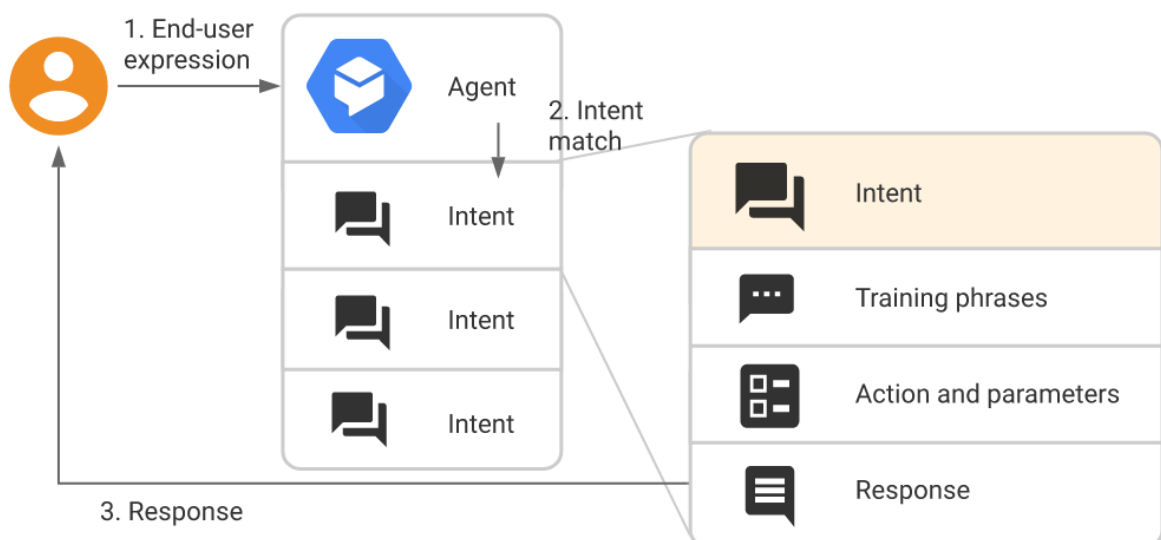 1. End-user
expression
Agent
2. Intent
match
Intent
Intent
Intent
Intent
Training phrases
Action and parameters
Response
3. Response